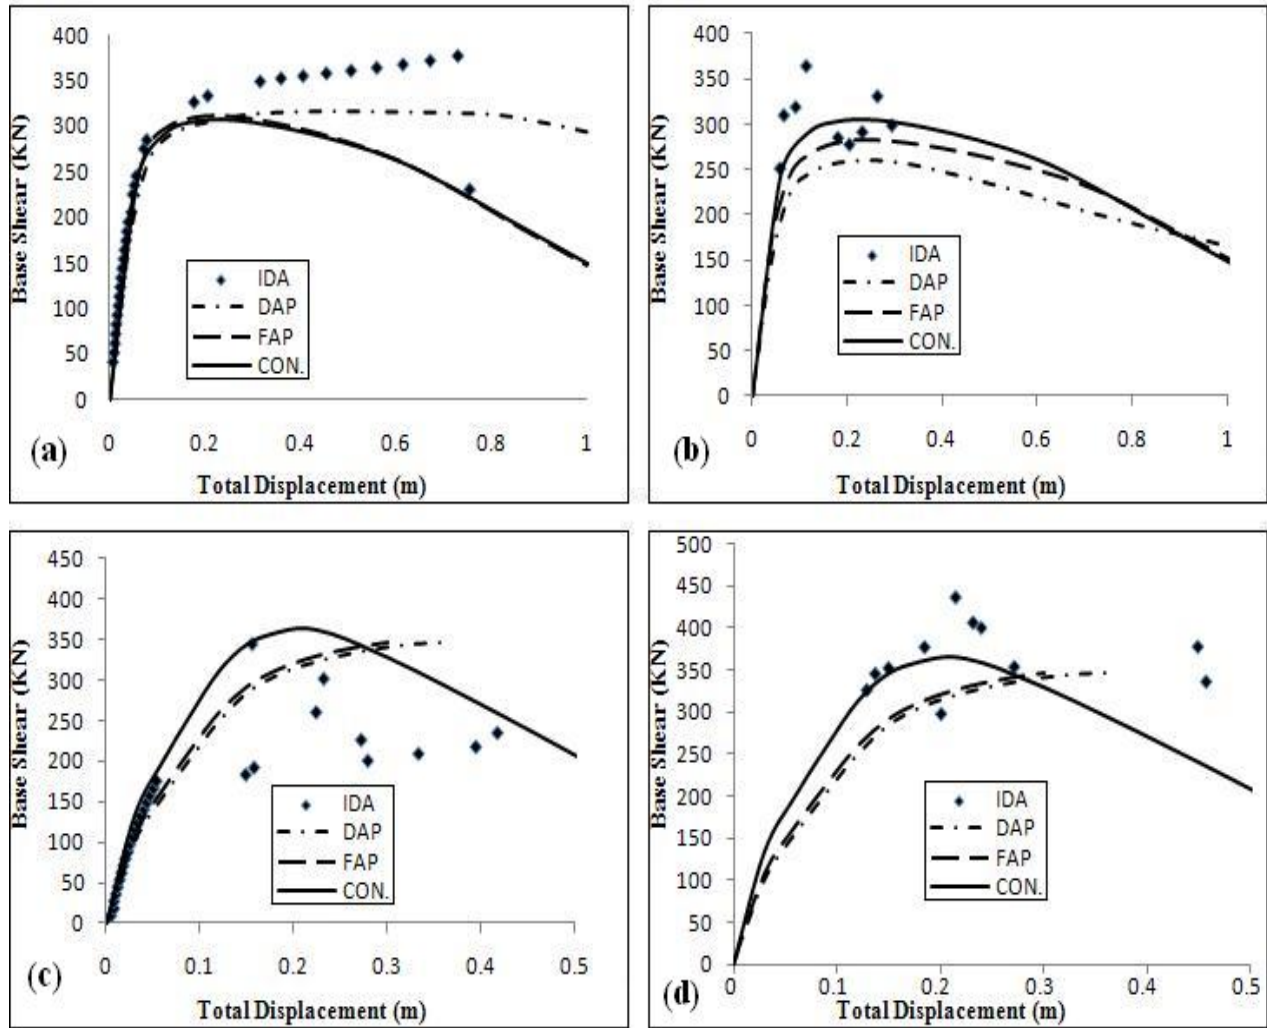 400
350
300
250
200
150
100
50
0
Base Shear (KN)
IDA
DAP
FAP
CON.
0 0.2 0.4 0.6 0.8 1
(a)
Total Displacement (m)
400
350
300
250
200
150
100
50
0
Base Shear (KN)
IDA
DAP
FAP
CON.
0 0.2 0.4 0.6 0.8 1
(b)
Total Displacement (m)
450
400
350
300
250
200
150
100
50
0
Base Shear (KN)
IDA
DAP
FAP
CON.
0 0.1 0.2 0.3 0.4 0.5
(c)
Total Displacement (m)
500
450
400
350
300
250
200
150
100
50
0
Base Shear (KN)
IDA
DAP
FAP
CON.
0 0.1 0.2 0.3 0.4 0.5
(d)
Total Displacement (m)